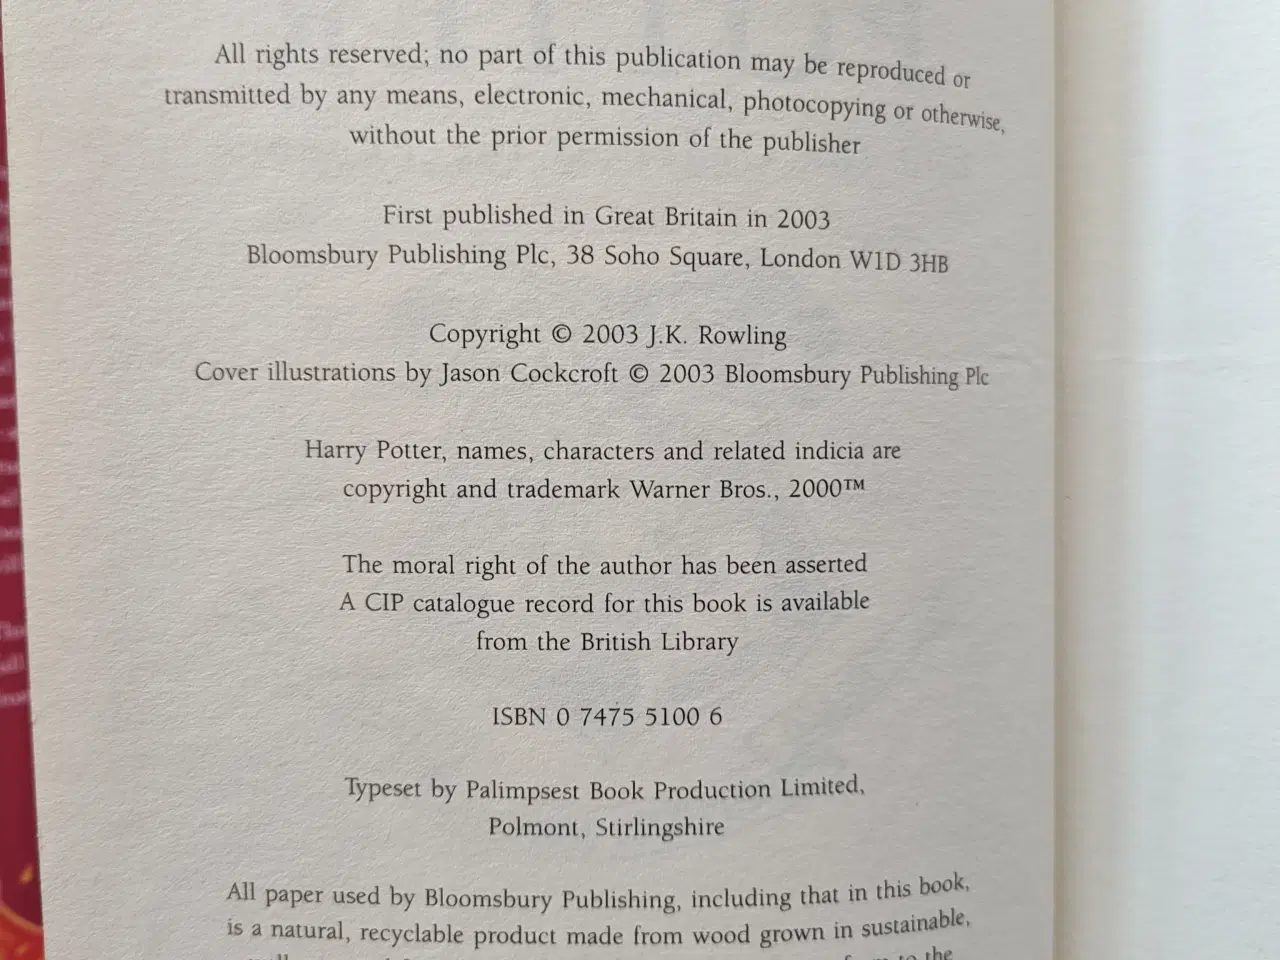 All rights reserved; no part of this publication may be reproduced or
transmitted by any means, electronic, mechanical, photocopying or otherwise,
without the prior permission of the publisher
First published in Great Britain in 2003
Bloomsbury Publishing Plc, 38 Soho Square, London W1D 3HB
Copyright © 2003 J.K. Rowling
Cover illustrations by Jason Cockcroft © 2003 Bloomsbury Publishing Plc
Harry Potter, names, characters and related indicia are
copyright and trademark Warner Bros., 2000™
The moral right of the author has been asserted
A CIP catalogue record for this book is available
from the British Library
ISBN 0 7475 5100 6
Typeset by Palimpsest Book Production Limited,
Polmont, Stirlingshire
All paper used by Bloomsbury Publishing, including that in this book,
is a natural, recyclable product made from wood grown in sustainable,
to the